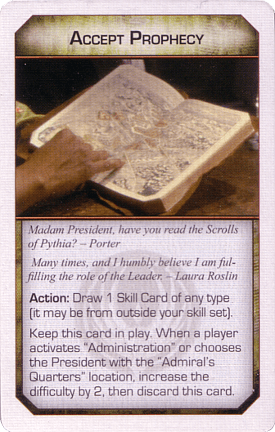 Accept Prophecy
Madam President, have you read the Scrolls
of Pythia? – Porter
Many times, and I humbly believe I am ful-
filling the role of the Leader. – Laura Roslin
Action: Draw 1 Skill Card of any type
(it may be from outside your skill set).
Keep this card in play. When a player
activates "Administration" or chooses
the President with the "Admiral's
Quarters" location, increase the
difficulty by 2, then discard this card.